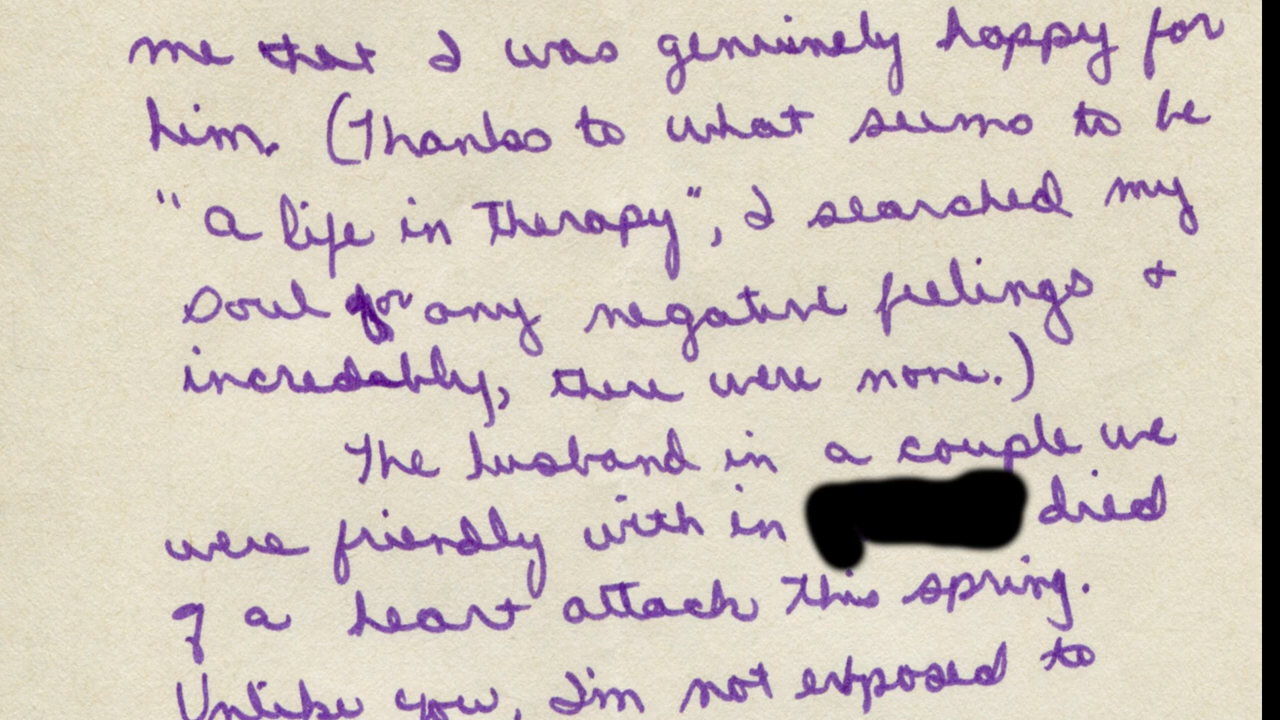 me that I was genuinely happy for
him. (Thanks to what seems to be
"a life in therapy", I searched my
soul for any negative feelings &
incredably, there were none.)
The husband in a couple we
were friendly with in died
of a heart attack this spring.
Unlike you, I'm not exposed to